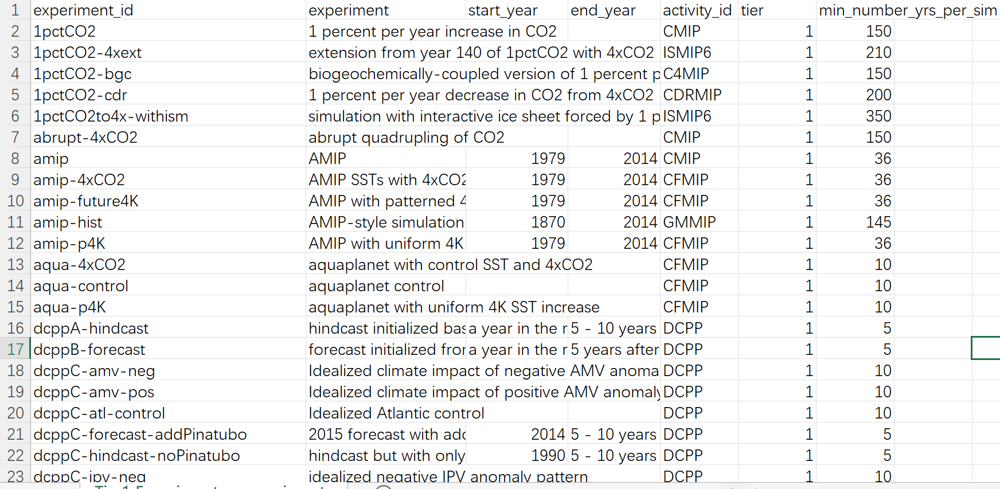 1 experiment_id experiment start_year end_year activity_id tier min_number_yrs_per_sim
2 1pctCO2 1 percent per year increase in CO2 CMIP 1 150
3 1pctCO2-4xext extension from year 140 of 1pctCO2 with 4xCO2 ISMIP6 1 210
4 1pctCO2-bgc biogeochemically-coupled version of 1 percent p C4MIP 1 150
5 1pctCO2-cdr 1 percent per year decrease in CO2 from 4xCO2 CDRMIP 1 200
6 1pctCO2to4x-withism simulation with interactive ice sheet forced by 1 p ISMIP6 1 350
7 abrupt-4xCO2 abrupt quadrupling of CO2 CMIP 1 150
8 amip AMIP 1979 2014 CMIP 1 36
9 amip-4xCO2 AMIP SSTs with 4xCO2 1979 2014 CFMIP 1 36
10 amip-future4K AMIP with patterned 4 1979 2014 CFMIP 1 36
11 amip-hist AMIP-style simulation 1870 2014 GMMIP 1 145
12 amip-p4K AMIP with uniform 4K 1979 2014 CFMIP 1 36
13 aqua-4xCO2 aquaplanet with control SST and 4xCO2 CFMIP 1 10
14 aqua-control aquaplanet control CFMIP 1 10
15 aqua-p4K aquaplanet with uniform 4K SST increase CFMIP 1 10
16 dcppA-hindcast hindcast initialized bas a year in the r 5 - 10 years DCPP 1 5
17 dcppB-forecast forecast initialized fror a year in the r 5 years after DCPP 1 5
18 dcppC-amv-neg Idealized climate impact of negative AMV anoma DCPP 1 10
19 dcppC-amv-pos Idealized climate impact of positive AMV anomaly DCPP 1 10
20 dcppC-atl-control Idealized Atlantic control DCPP 1 10
21 dcppC-forecast-addPinatubo 2015 forecast with add 2014 5 - 10 years DCPP 1 5
22 dcppC-hindcast-noPinatubo hindcast but with only 1990 5 - 10 years DCPP 1 5
23 dcppC-ipv-neg idealized negative IPV anomaly pattern DCPP 1 10